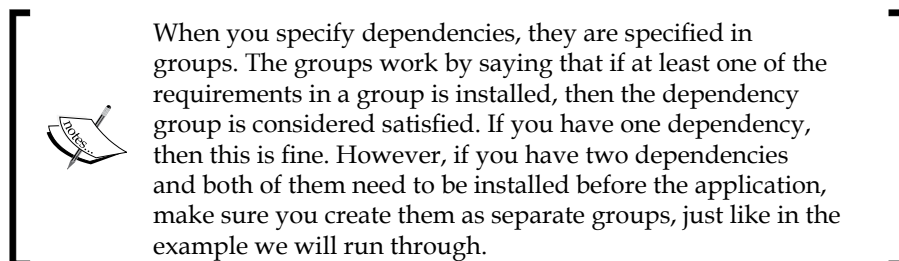 When you specify dependencies, they are specified in
groups. The groups work by saying that if at least one of the
requirements in a group is installed, then the dependency
group is considered satisfied. If you have one dependency,
then this is fine. However, if you have two dependencies
and both of them need to be installed before the application,
make sure you create them as separate groups, just like in the
example we will run through.
notes...